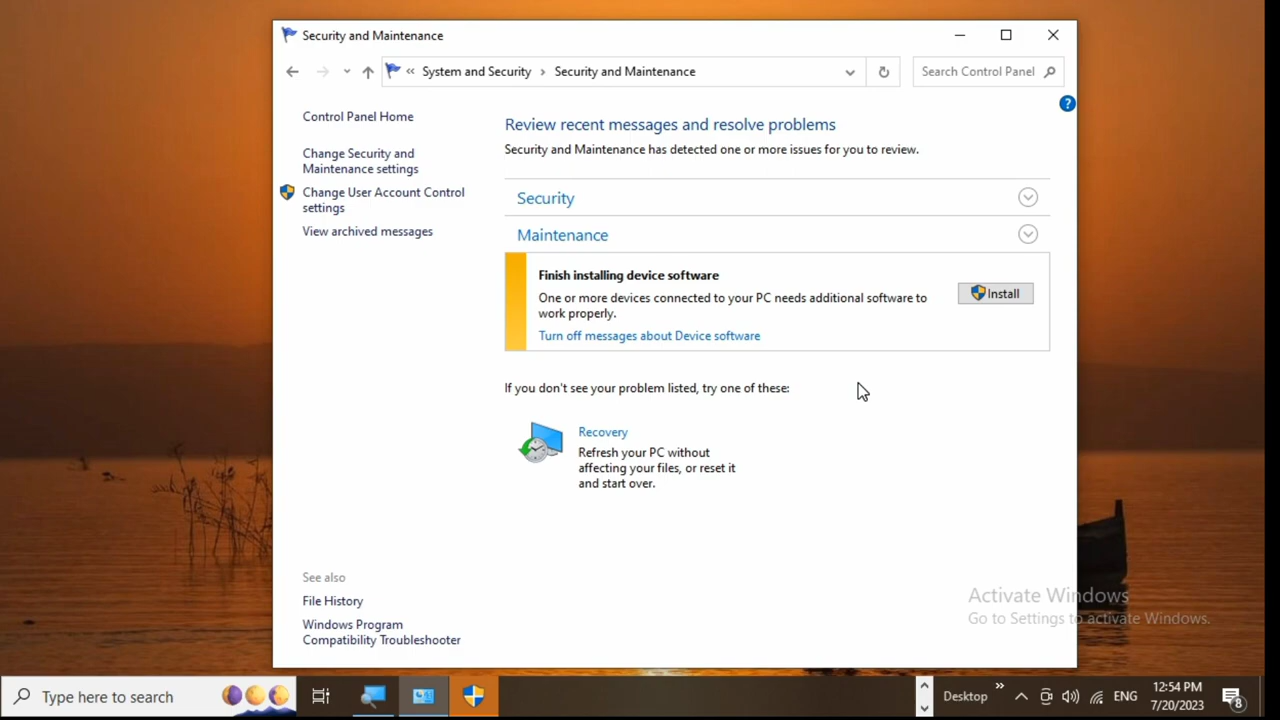 Security and Maintenance
« System and Security › Security and Maintenance
Search Control Panel
?
Control Panel Home
Change Security and
Maintenance settings
Change User Account Control
settings
View archived messages
Review recent messages and resolve problems
Security and Maintenance has detected one or more issues for you to review.
Security
Maintenance
Finish installing device software
One or more devices connected to your PC needs additional software to
work properly.
Install
Turn off messages about Device software
If you don't see your problem listed, try one of these:
Recovery
Refresh your PC without
affecting your files, or reset it
and start over.
See also
File History
Windows Program
Compatibility Troubleshooter
Activate Windows
Go to Settings to activate Windows.
Type here to search
Desktop
ENG
12:54 PM
7/20/2023
8